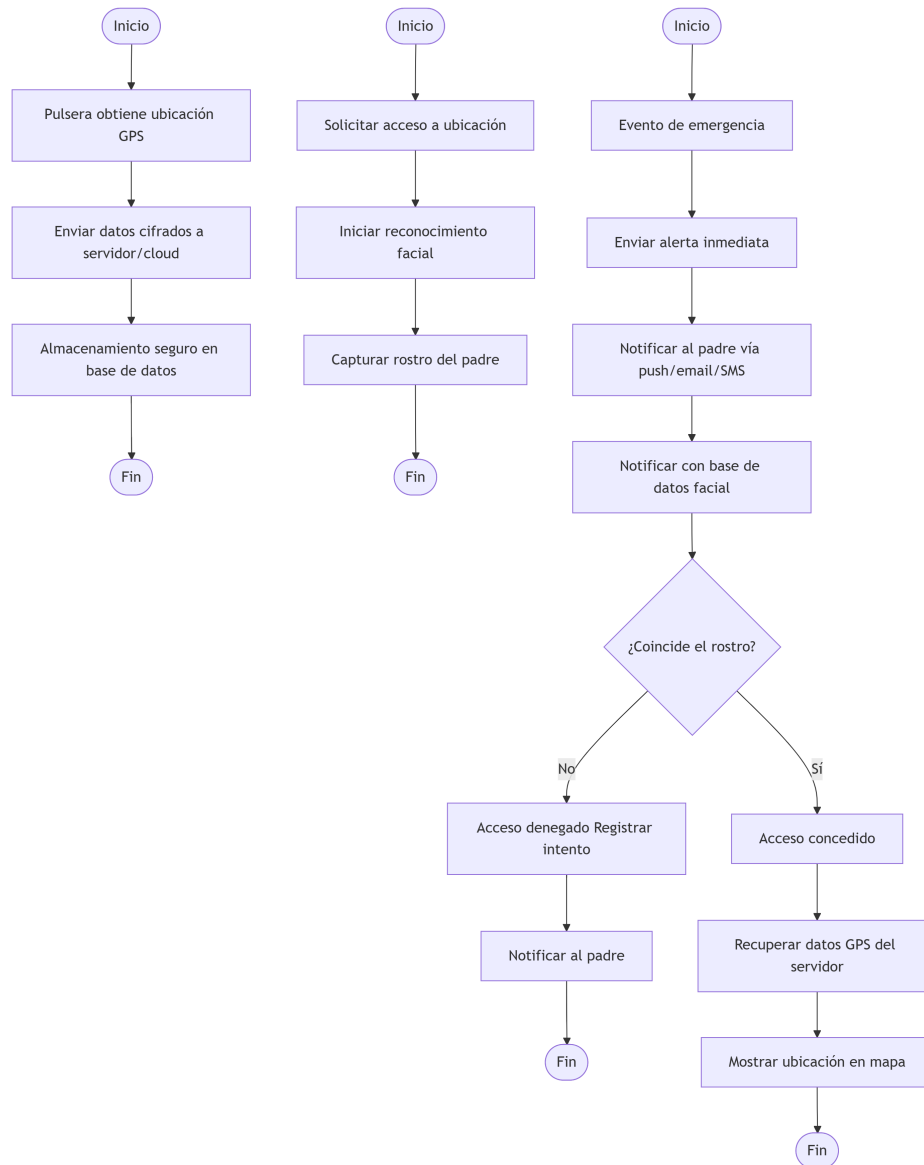 Inicio
Pulsera obtiene ubicación
GPS
Enviar datos cifrados a
servidor/cloud
Almacenamiento seguro en
base de datos
Fin
Inicio
Solicitar acceso a ubicación
Iniciar reconocimiento
facial
Capturar rostro del padre
Fin
Inicio
Evento de emergencia
Enviar alerta inmediata
Notificar al padre vía
push/email/SMS
Notificar con base de
datos facial
¿Coincide el rostro?
No
Acceso denegado Registrar
intento
Notificar al padre
Fin
Sí
Acceso concedido
Recuperar datos GPS del
servidor
Mostrar ubicación en mapa
Fin